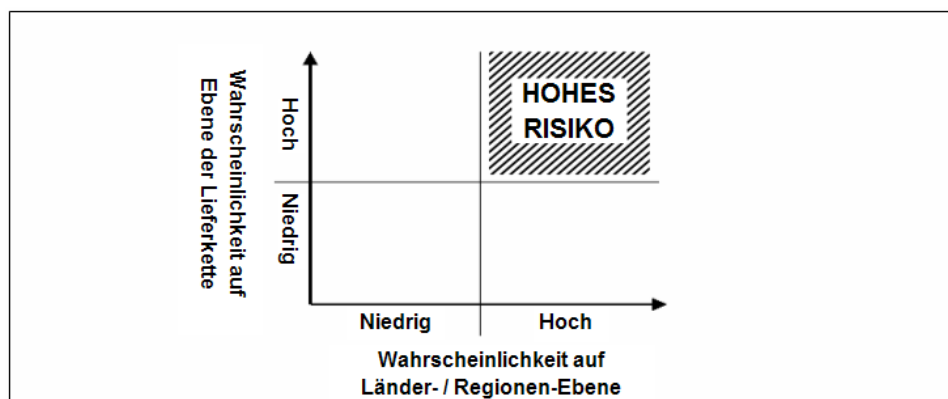 Wahrscheinlichkeit auf
Ebene der Lieferkette
Hoch
Niedrig
HOHES
RISIKO
Niedrig
Hoch
Wahrscheinlichkeit auf
Länder- / Regionen-Ebene